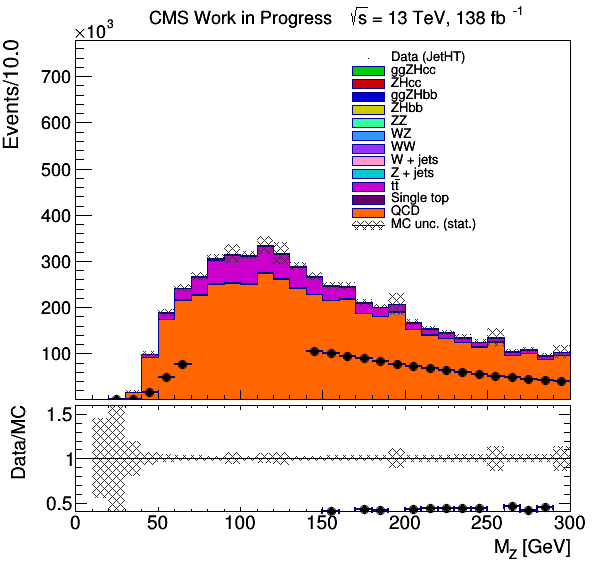 CMS Work in Progress √s = 13 TeV, 138 fb⁻¹
×10³
Events/10.0
700
600
500
400
300
200
100
Data (JetHT)
ggZHcc
ZHcc
ggZHbb
ZHbb
ZZ
WZ
WW
W + jets
Z + jets
tt̄
Single top
QCD
MC unc. (stat.)
Data/MC
1.5
1
0.5
0 50 100 150 200 250 300
M_Z [GeV]